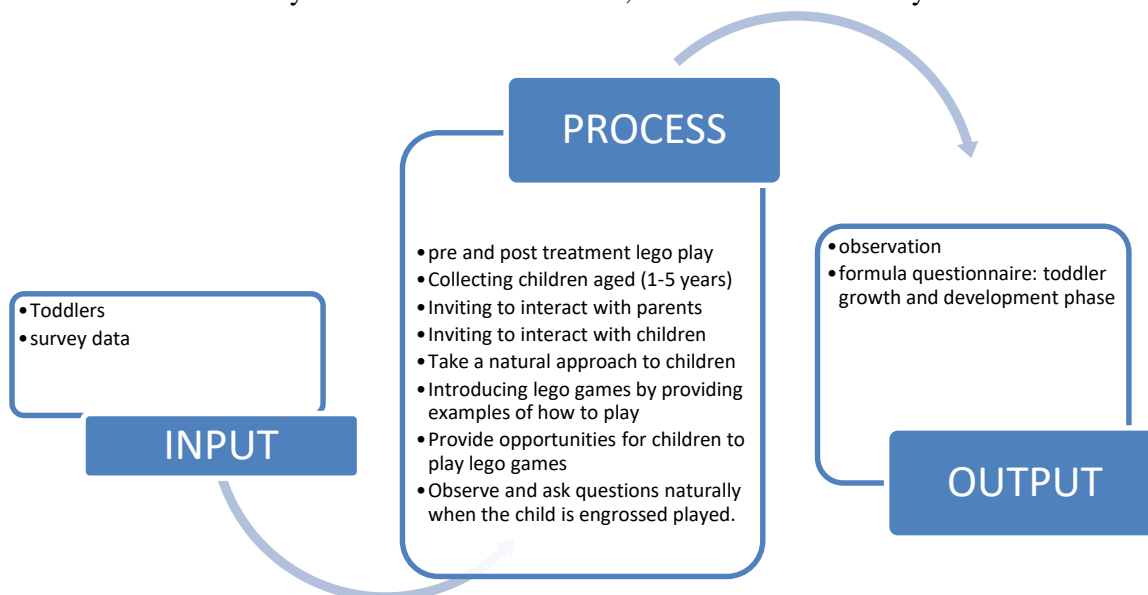 INPUT
•Toddlers
•survey data
PROCESS
•pre and post treatment lego play
•Collecting children aged (1-5 years)
•Inviting to interact with parents
•Inviting to interact with children
•Take a natural approach to children
•Introducing lego games by providing
examples of how to play
•Provide opportunities for children to
play lego games
•Observe and ask questions naturally
when the child is engrossed played.
OUTPUT
•observation
•formula questionnaire: toddler
growth and development phase